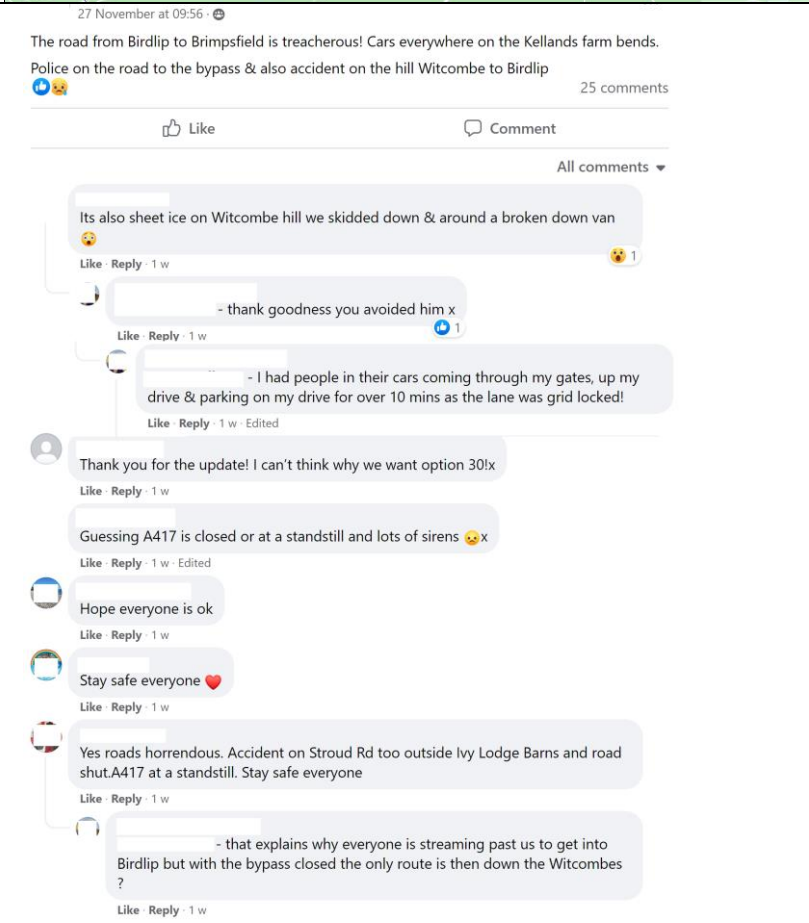 27 November at 09:56 ·
The road from Birdlip to Brimpsfield is treacherous! Cars everywhere on the Kellands farm bends.
Police on the road to the bypass & also accident on the hill Witcombe to Birdlip
25 comments
Like Comment
All comments
Its also sheet ice on Witcombe hill we skidded down & around a broken down van
😲
1
Like · Reply · 1 w
- thank goodness you avoided him x
1
Like · Reply · 1 w
- I had people in their cars coming through my gates, up my
drive & parking on my drive for over 10 mins as the lane was grid locked!
Like · Reply · 1 w · Edited
Thank you for the update! I can't think why we want option 30!x
Like · Reply · 1 w
Guessing A417 is closed or at a standstill and lots of sirens 😟x
Like · Reply · 1 w · Edited
Hope everyone is ok
Like · Reply · 1 w
Stay safe everyone ❤️
Like · Reply · 1 w
Yes roads horrendous. Accident on Stroud Rd too outside Ivy Lodge Barns and road
shut.A417 at a standstill. Stay safe everyone
Like · Reply · 1 w
- that explains why everyone is streaming past us to get into
Birdlip but with the bypass closed the only route is then down the Witcombes
?
Like · Reply · 1 w